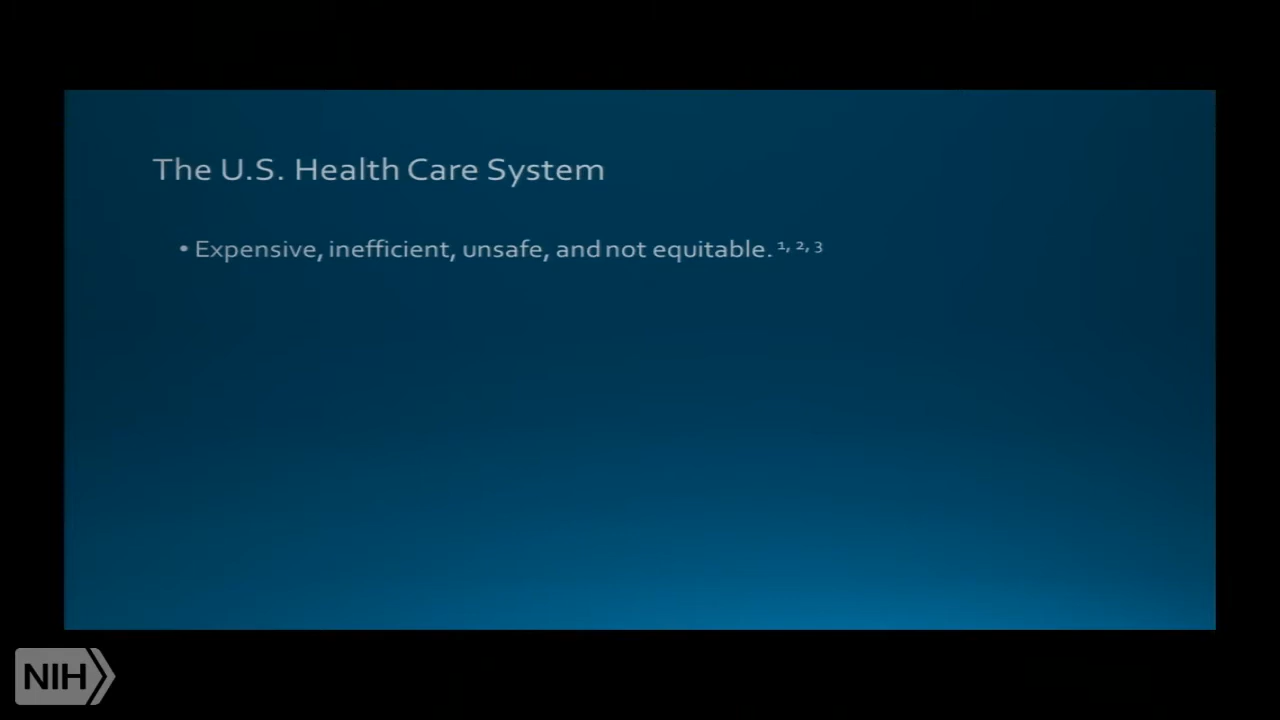 The U.S. Health Care System
• Expensive, inefficient, unsafe, and not equitable. 1, 2, 3
NIH